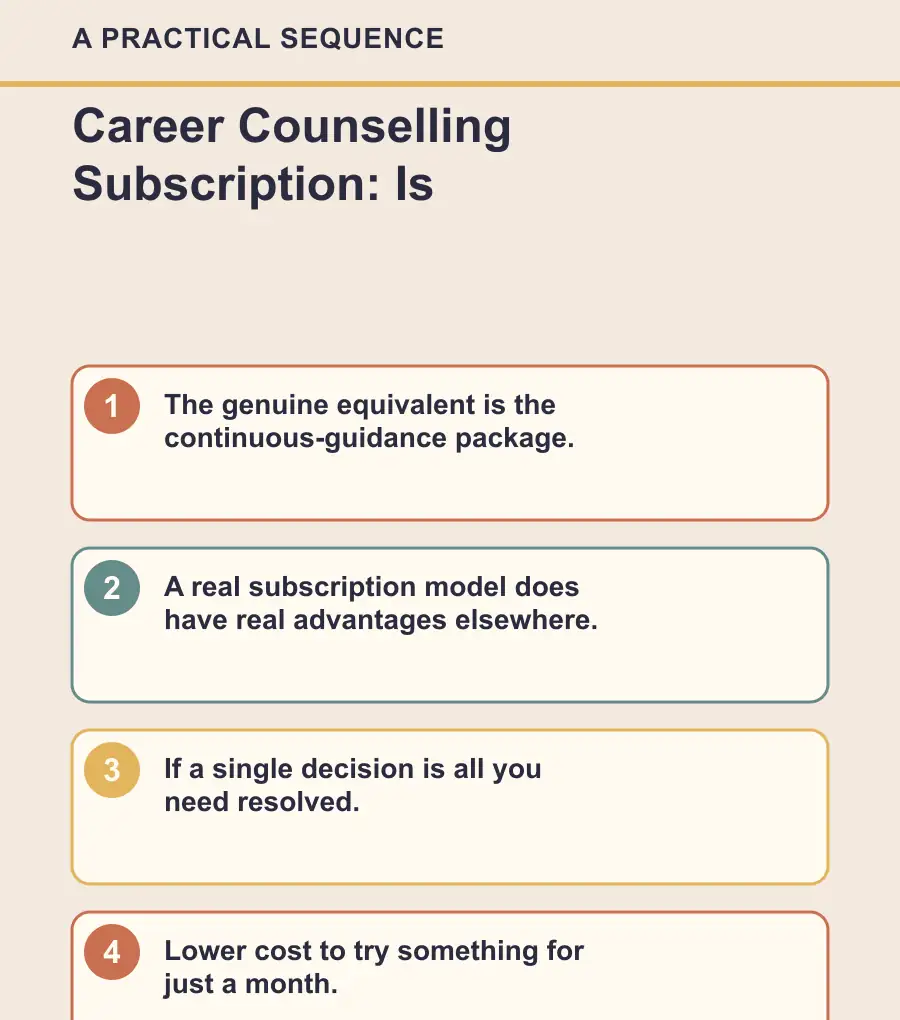 A PRACTICAL SEQUENCE
Career Counselling
Subscription: Is
1
The genuine equivalent is the
continuous-guidance package.
2
A real subscription model does
have real advantages elsewhere.
3
If a single decision is all you
need resolved.
4
Lower cost to try something for
just a month.